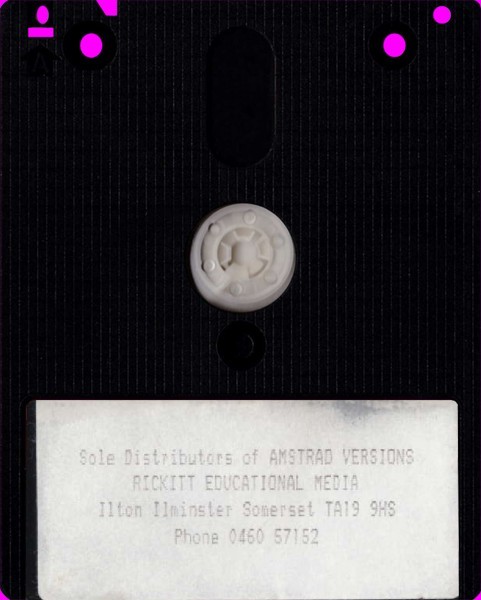 Sole Distributors of AMSTRAD VERSIONS
RICKITT EDUCATIONAL MEDIA
Ilton Ilminster Somerset TA19 9HS
Phone 0460 57152